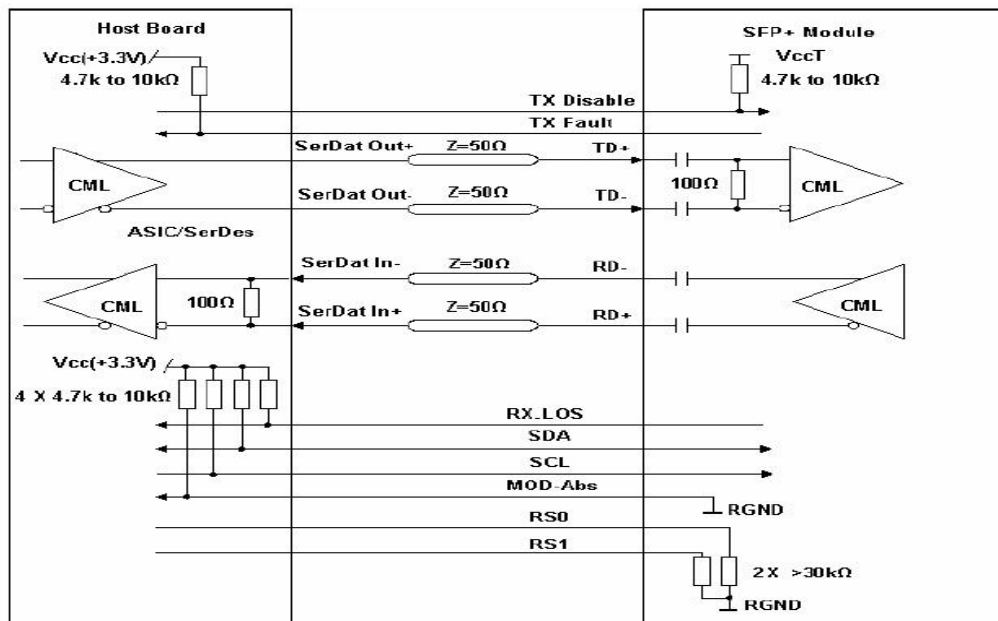 Host Board
SFP+ Module
Vcc(+3.3V)
4.7k to 10kΩ
VccT
4.7k to 10kΩ
TX Disable
TX Fault
SerDat Out+
Z=50Ω
TD+
CML
100Ω
CML
SerDat Out-
Z=50Ω
TD-
ASIC/SerDes
SerDat In-
Z=50Ω
RD-
CML
100Ω
CML
SerDat In+
Z=50Ω
RD+
Vcc(+3.3V)
4 X 4.7k to 10kΩ
RX-LOS
SDA
SCL
MOD-Abs
RGND
RS0
RS1
2X >30kΩ
RGND